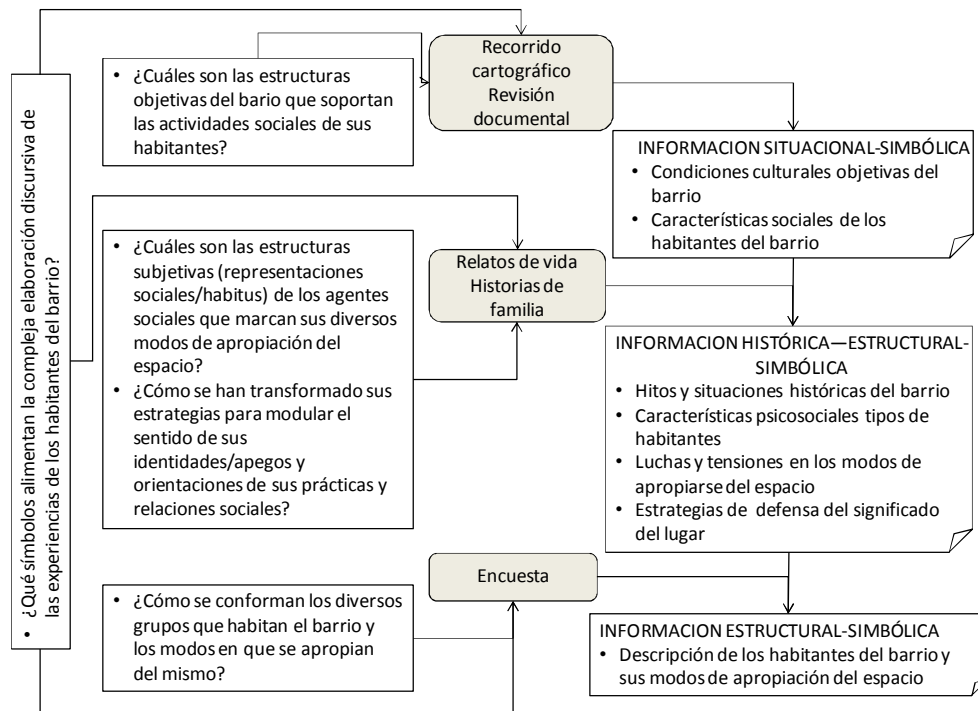 • ¿Qué símbolos alimentan la compleja elaboración discursiva de
las experiencias de los habitantes del barrio?
• ¿Cuáles son las estructuras
objetivas del bario que soportan
las actividades sociales de sus
habitantes?
Recorrido
cartográfico
Revisión
documental
INFORMACION SITUACIONAL-SIMBÓLICA
• Condiciones culturales objetivas del
barrio
• Características sociales de los
habitantes del barrio
• ¿Cuáles son las estructuras
subjetivas (representaciones
sociales/habitus) de los agentes
sociales que marcan sus diversos
modos de apropiación del
espacio?
• ¿Cómo se han transformado sus
estrategias para modular el
sentido de sus
identidades/apegos y
orientaciones de sus prácticas y
relaciones sociales?
Relatos de vida
Historias de
familia
INFORMACION HISTÓRICA—ESTRUCTURAL-
SIMBÓLICA
• Hitos y situaciones históricas del barrio
• Características psicosociales tipos de
habitantes
• Luchas y tensiones en los modos de
apropiarse del espacio
• Estrategias de defensa del significado
del lugar
• ¿Cómo se conforman los diversos
grupos que habitan el barrio y
los modos en que se apropian
del mismo?
Encuesta
INFORMACION ESTRUCTURAL-SIMBÓLICA
• Descripción de los habitantes del barrio y
sus modos de apropiación del espacio